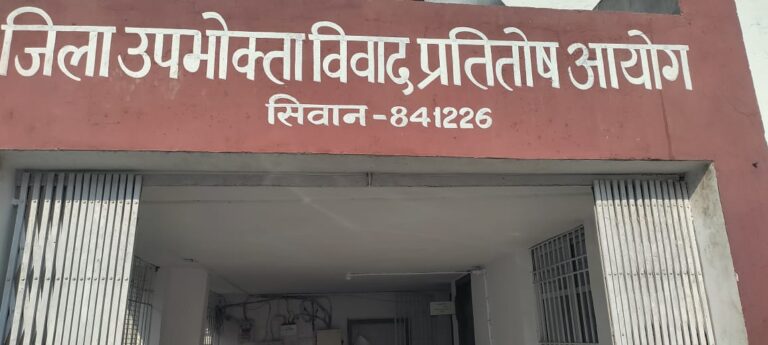 जिला उपभोक्ता विवाद प्रतितोष आयोग
सिवान - 841226